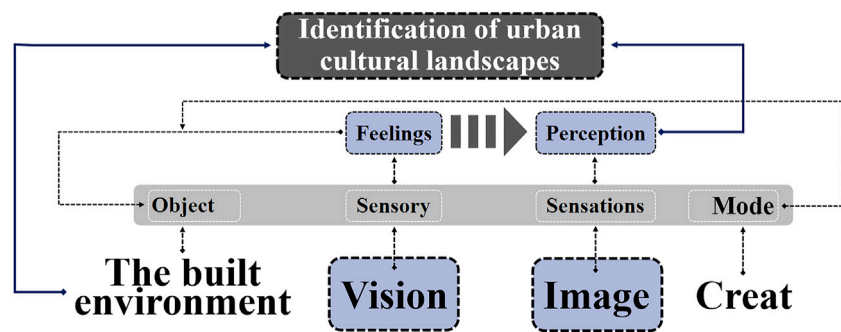 Identification of urban
cultural landscapes
Feelings
Perception
Object
Sensory
Sensations
Mode
The built
environment
Vision
Image
Creat